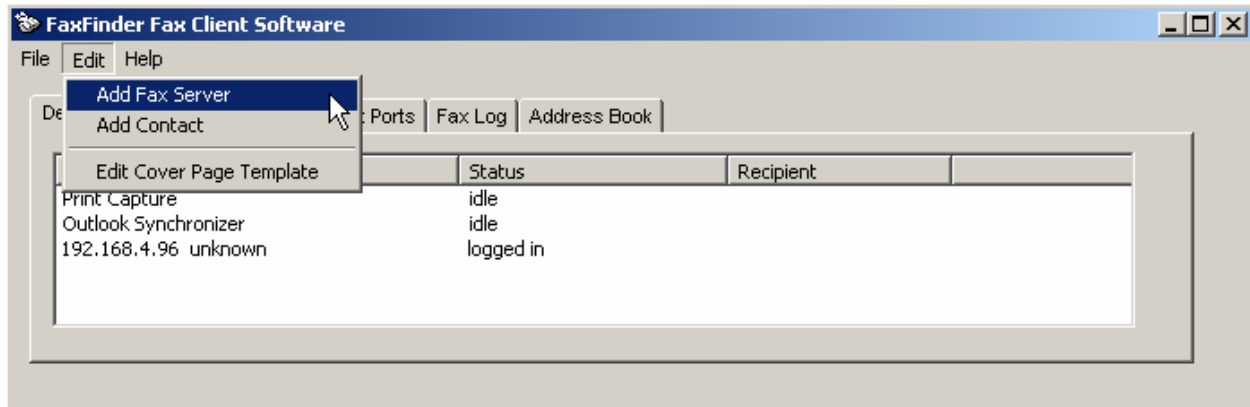 FaxFinder Fax Client Software
File Edit Help
Add Fax Server
Add Contact
Edit Cover Page Template
Ports Fax Log Address Book
Status Recipient
Print Capture idle
Outlook Synchronizer idle
192.168.4.96 unknown logged in